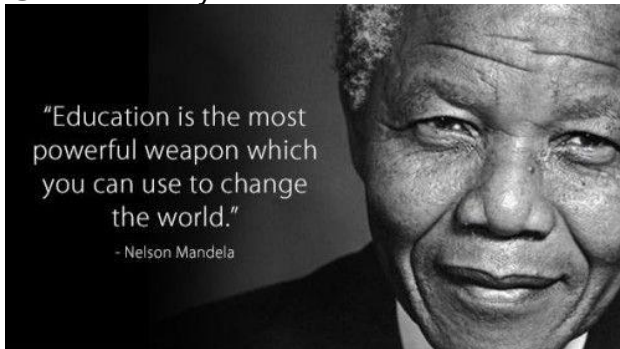 “Education is the most
powerful weapon which
you can use to change
the world.”
- Nelson Mandela